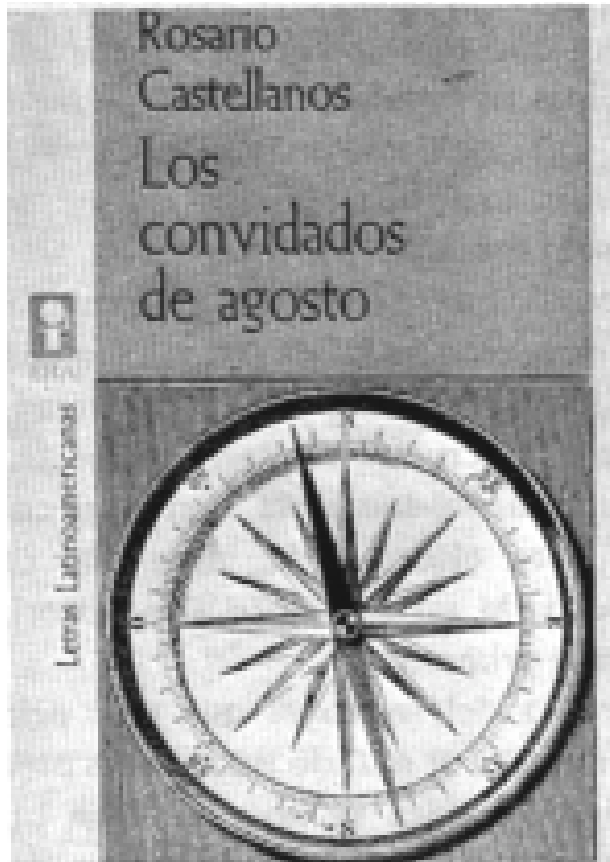 Rosario
Castellanos
Los
convidados
de agosto
Letras Latinoamericanas
N
S